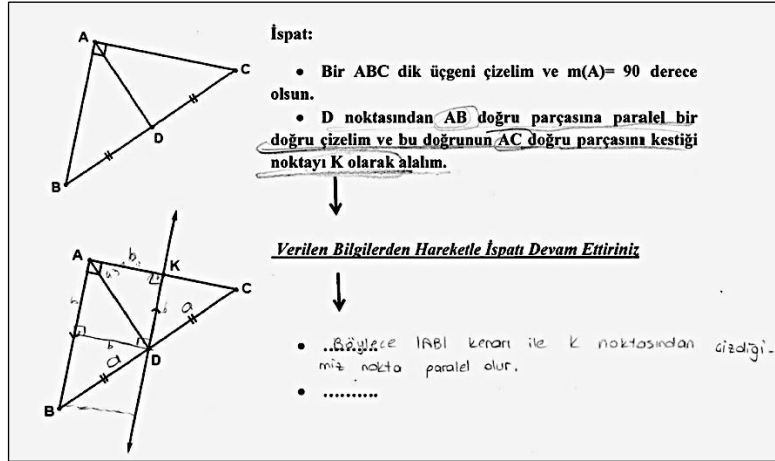 İspat:
• Bir ABC dik üçgeni çizelim ve m(A)= 90 derece
olsun.
• D noktasından AB doğru parçasına paralel bir
doğru çizelim ve bu doğrunun AC doğru parçasını kestiği
noktayı K olarak alalım.
A
C
D
B
Verilen Bilgilerden Hareketle İspatı Devam Ettiriniz
A
b
K
C
a
b
a
D
B
• .......... Böylece |AB| kenarı ile K noktasından çizdiği-
miz nokta paralel olur.
• ..........